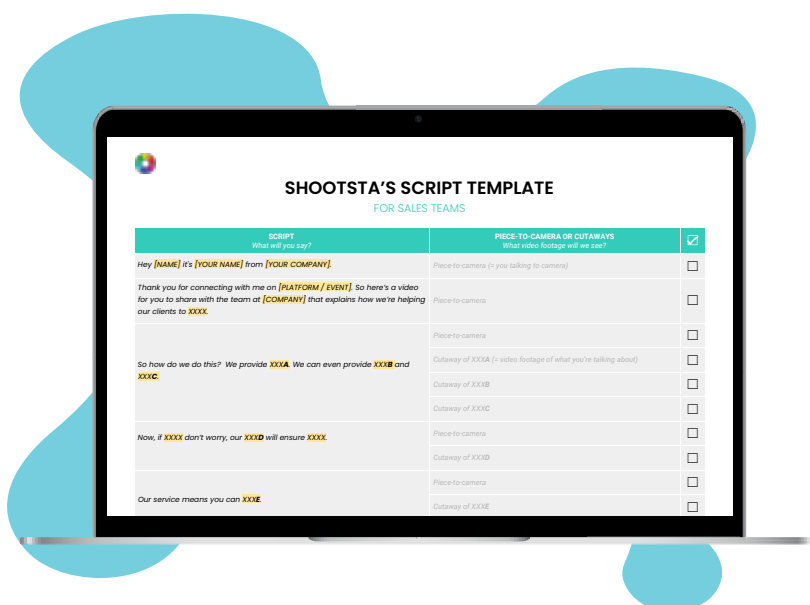 SHOOTSTA'S SCRIPT TEMPLATE
FOR SALES TEAMS
SCRIPT
What will you say?
PIECE-TO-CAMERA OR CUTAWAYS
What video footage will we see?
Hey [NAME] it's [YOUR NAME] from [YOUR COMPANY].
Piece-to-camera (= you talking to camera)
Thank you for connecting with me on [PLATFORM / EVENT]. So here's a video
for you to share with the team at [COMPANY] that explains how we're helping
our clients to XXXX.
Piece-to-camera
So how do we do this? We provide XXXA. We can even provide XXXB and
XXXC.
Piece-to-camera
Cutaway of XXXA (= video footage of what you're talking about)
Cutaway of XXXB
Cutaway of XXXC
Now, if XXXX don't worry, our XXXD will ensure XXXX.
Piece-to-camera
Cutaway of XXXD
Our service means you can XXXE.
Piece-to-camera
Cutaway of XXXE